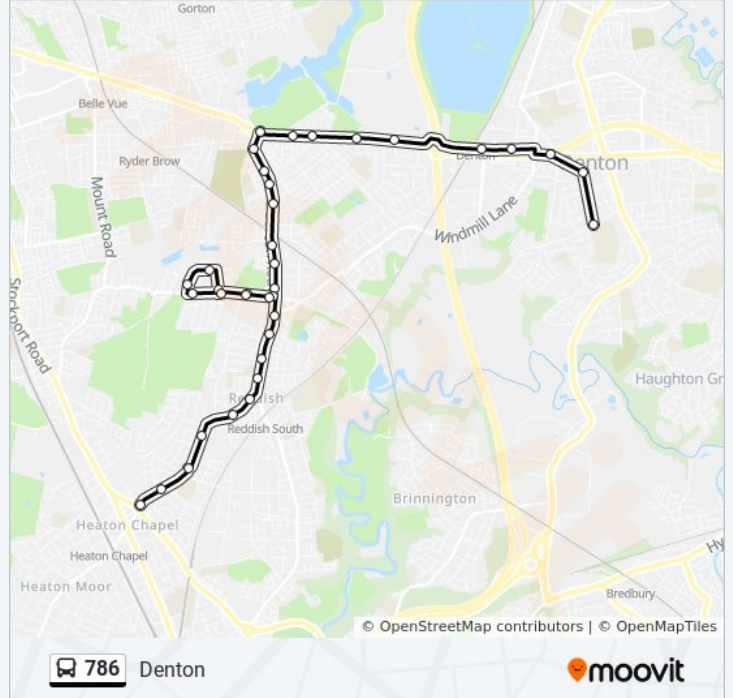 Gorton
Belle Vue
Ryder Brow
Denton
enton
Mount Road
Windmill Lane
Stockport Road
Haughton Gr
Reddish
Reddish South
Brinnington
Heaton Chapel
Heaton Chapel
Hy
Heaton Moor
Bredbury
© OpenStreetMap contributors | © OpenMapTiles
786 Denton
moovit